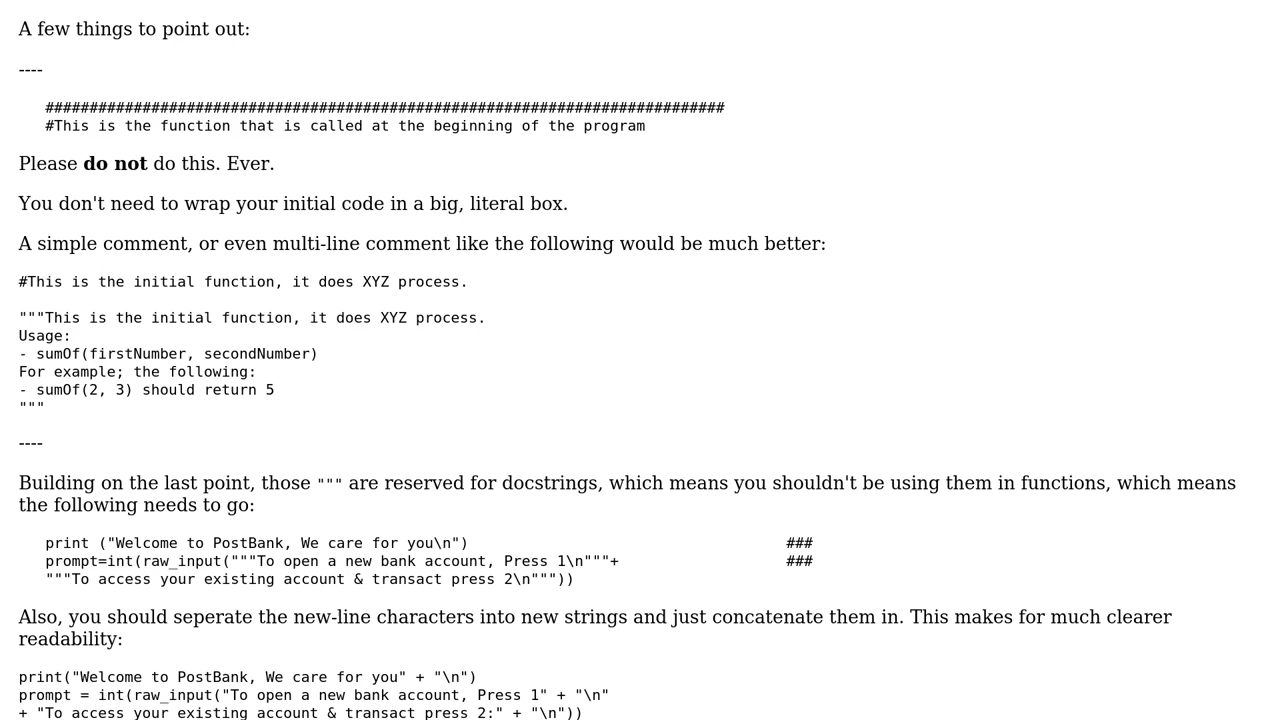 A few things to point out:
----
#############################################################################
#This is the function that is called at the beginning of the program
Please do not do this. Ever.
You don't need to wrap your initial code in a big, literal box.
A simple comment, or even multi-line comment like the following would be much better:
#This is the initial function, it does XYZ process.
"""This is the initial function, it does XYZ process.
Usage:
- sumOf(firstNumber, secondNumber)
For example; the following:
- sumOf(2, 3) should return 5
"""
----
Building on the last point, those """ are reserved for docstrings, which means you shouldn't be using them in functions, which means
the following needs to go:
print ("Welcome to PostBank, We care for you\n")                                    ###
prompt=int(raw_input("""To open a new bank account, Press 1\n"""+                   ###
"""To access your existing account & transact press 2\n"""))
Also, you should seperate the new-line characters into new strings and just concatenate them in. This makes for much clearer
readability:
print("Welcome to PostBank, We care for you" + "\n")
prompt = int(raw_input("To open a new bank account, Press 1" + "\n"
+ "To access your existing account & transact press 2:" + "\n"))